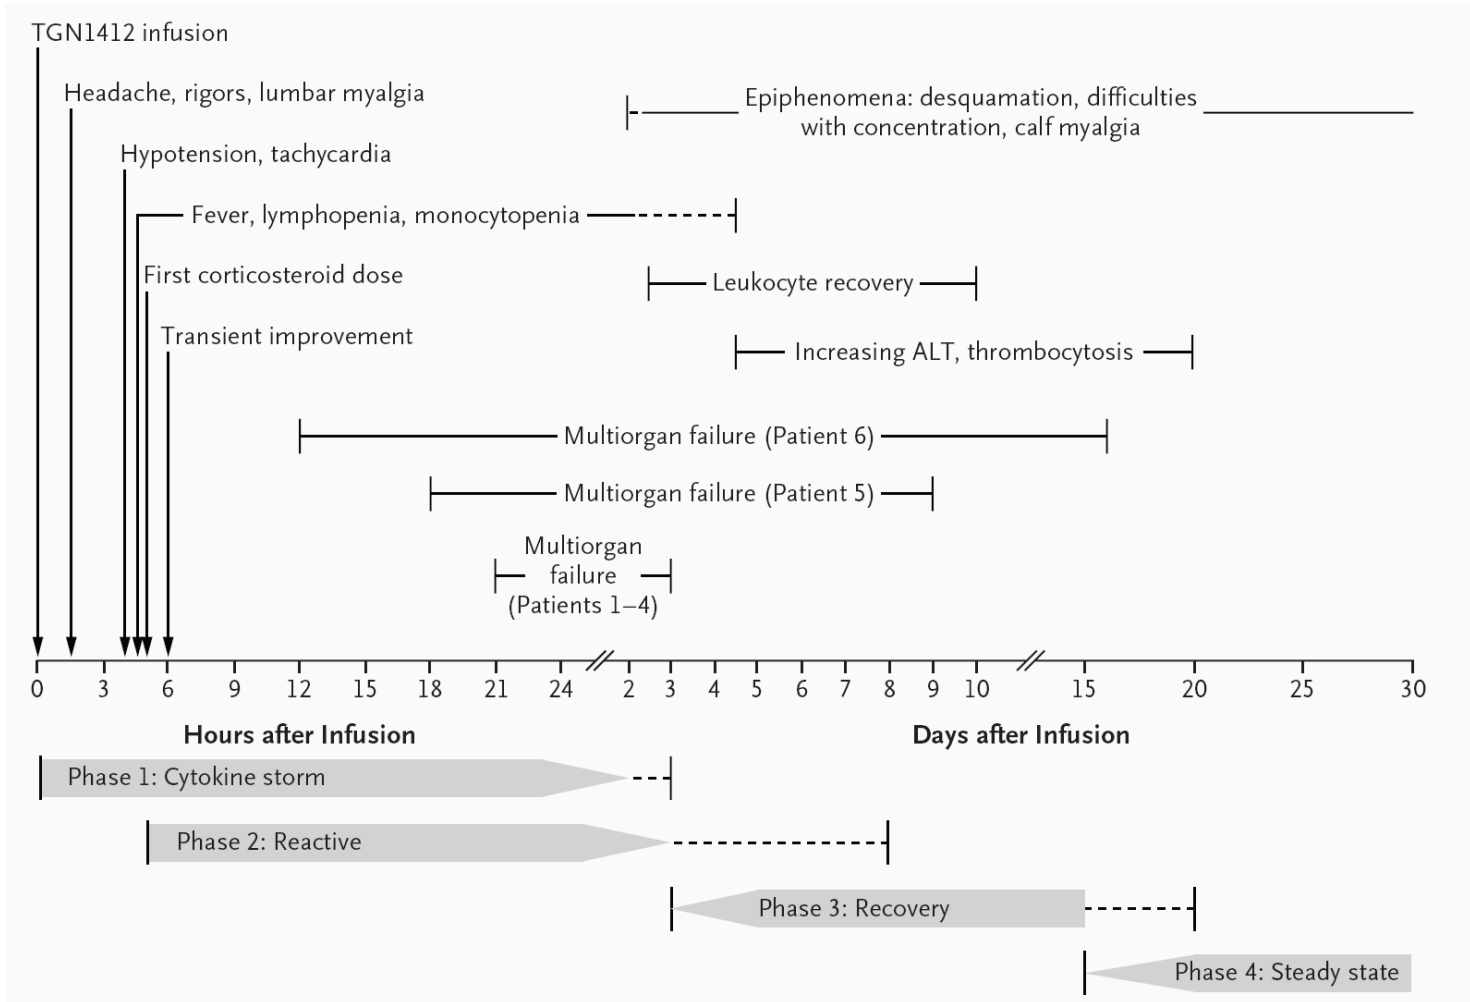 TGN1412 infusion
Headache, rigors, lumbar myalgia
Epiphenomena: desquamation, difficulties
with concentration, calf myalgia
Hypotension, tachycardia
Fever, lymphopenia, monocytopenia
First corticosteroid dose
Leukocyte recovery
Transient improvement
Increasing ALT, thrombocytosis
Multiorgan failure (Patient 6)
Multiorgan failure (Patient 5)
Multiorgan
failure
(Patients 1–4)
0 3 6 9 12 15 18 21 24 2 3 4 5 6 7 8 9 10 15 20 25 30
Hours after Infusion Days after Infusion
Phase 1: Cytokine storm
Phase 2: Reactive
Phase 3: Recovery
Phase 4: Steady state